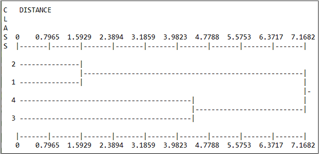 C DISTANCE
L
A
S 0 0.7965 1.5929 2.3894 3.1859 3.9823 4.7788 5.5753 6.3717 7.1682
S |-------|-------|-------|-------|-------|-------|-------|-------|-------|
2 ---------------|
|-------------------------------------------------------|
1 ---------------| |
|-
4 -------------------------------------------| |
|---------------------------|
3 -------------------------------------------|
|-------|-------|-------|-------|-------|-------|-------|-------|-------|
0 0.7965 1.5929 2.3894 3.1859 3.9823 4.7788 5.5753 6.3717 7.1682